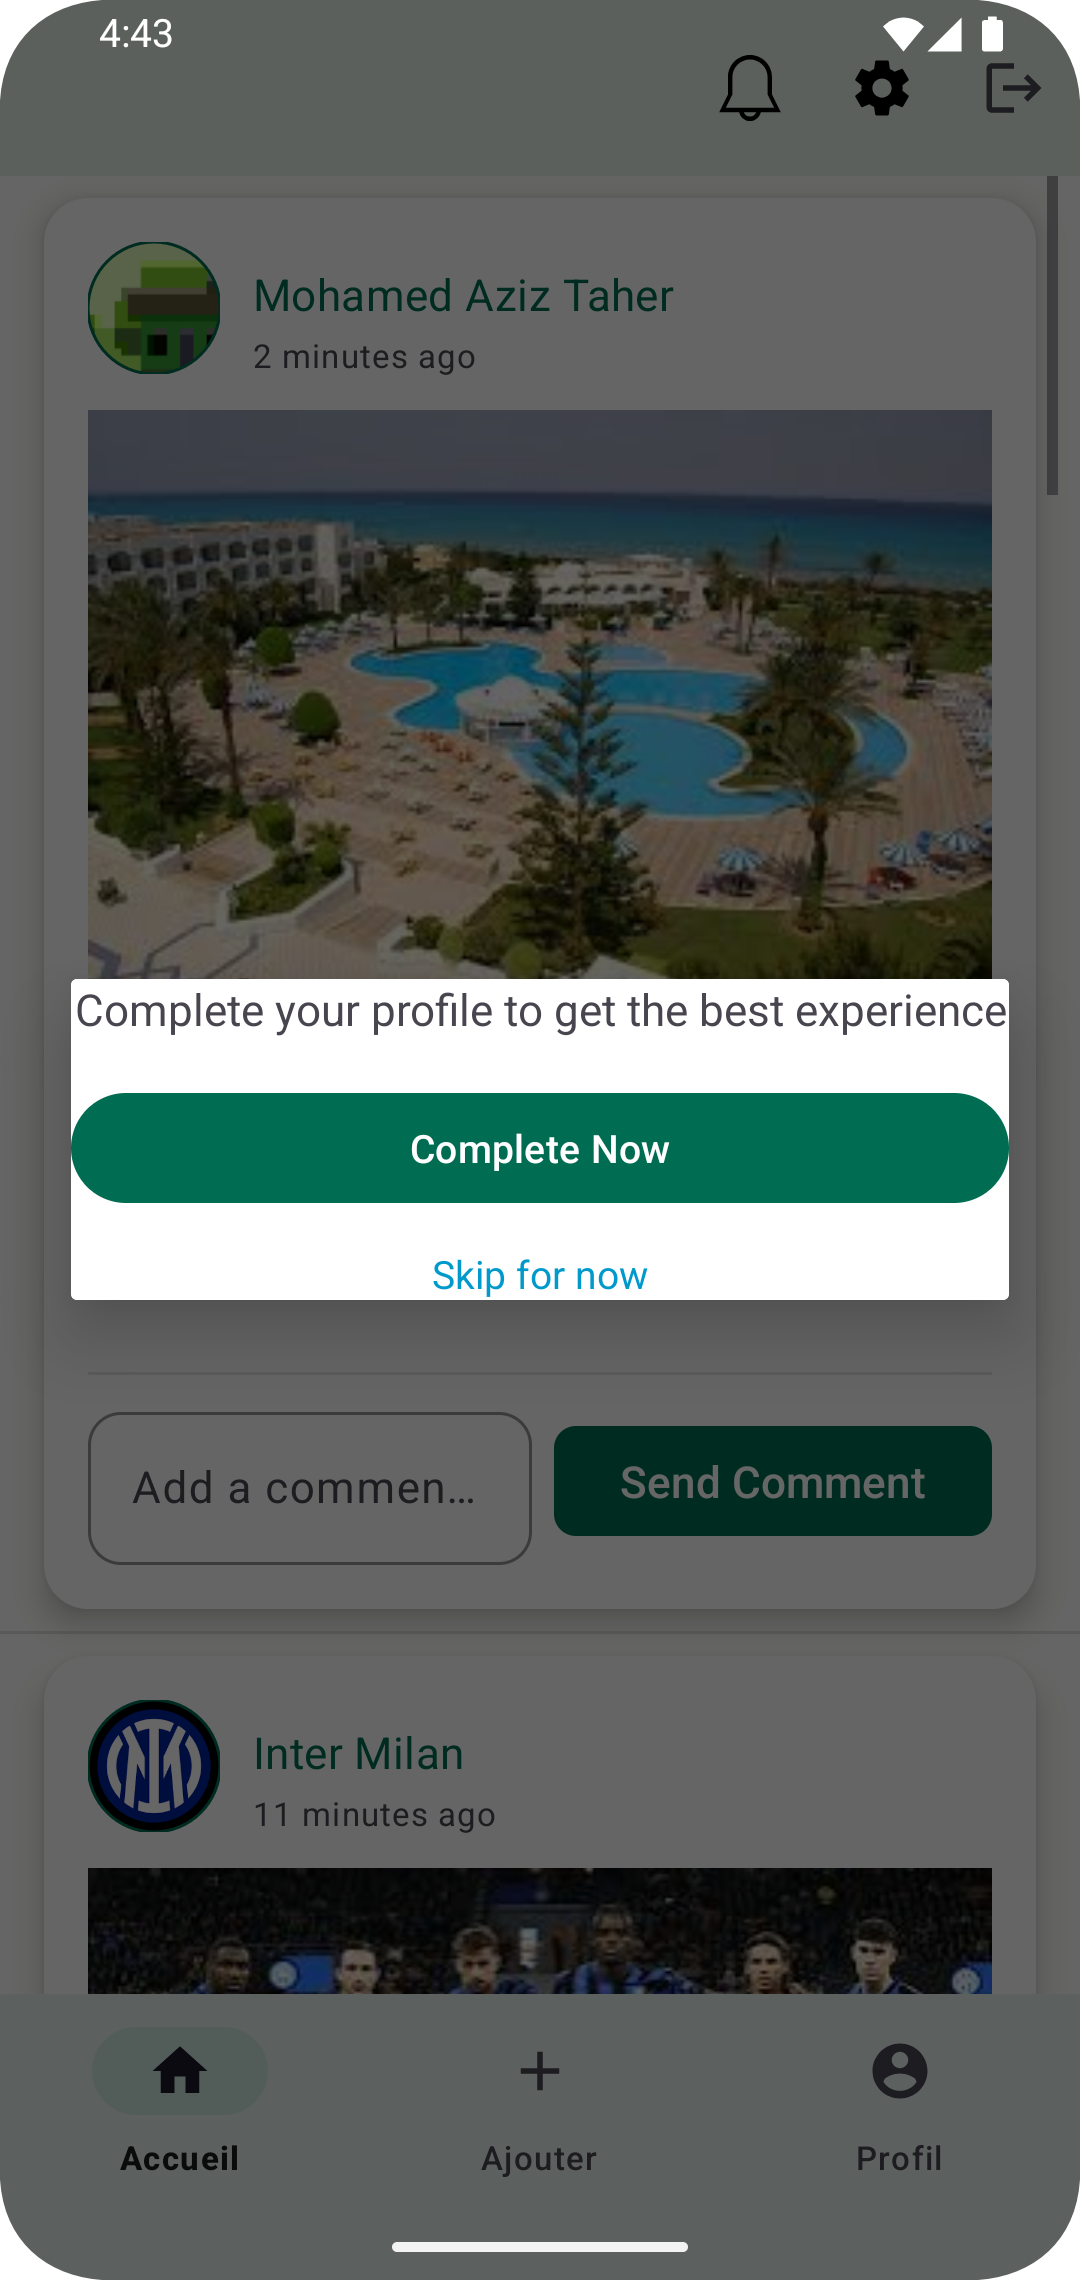 4:43
Mohamed Aziz Taher
2 minutes ago
Complete your profile to get the best experience
Complete Now
Skip for now
Add a commen...
Send Comment
Inter Milan
11 minutes ago
Accueil
Ajouter
Profil